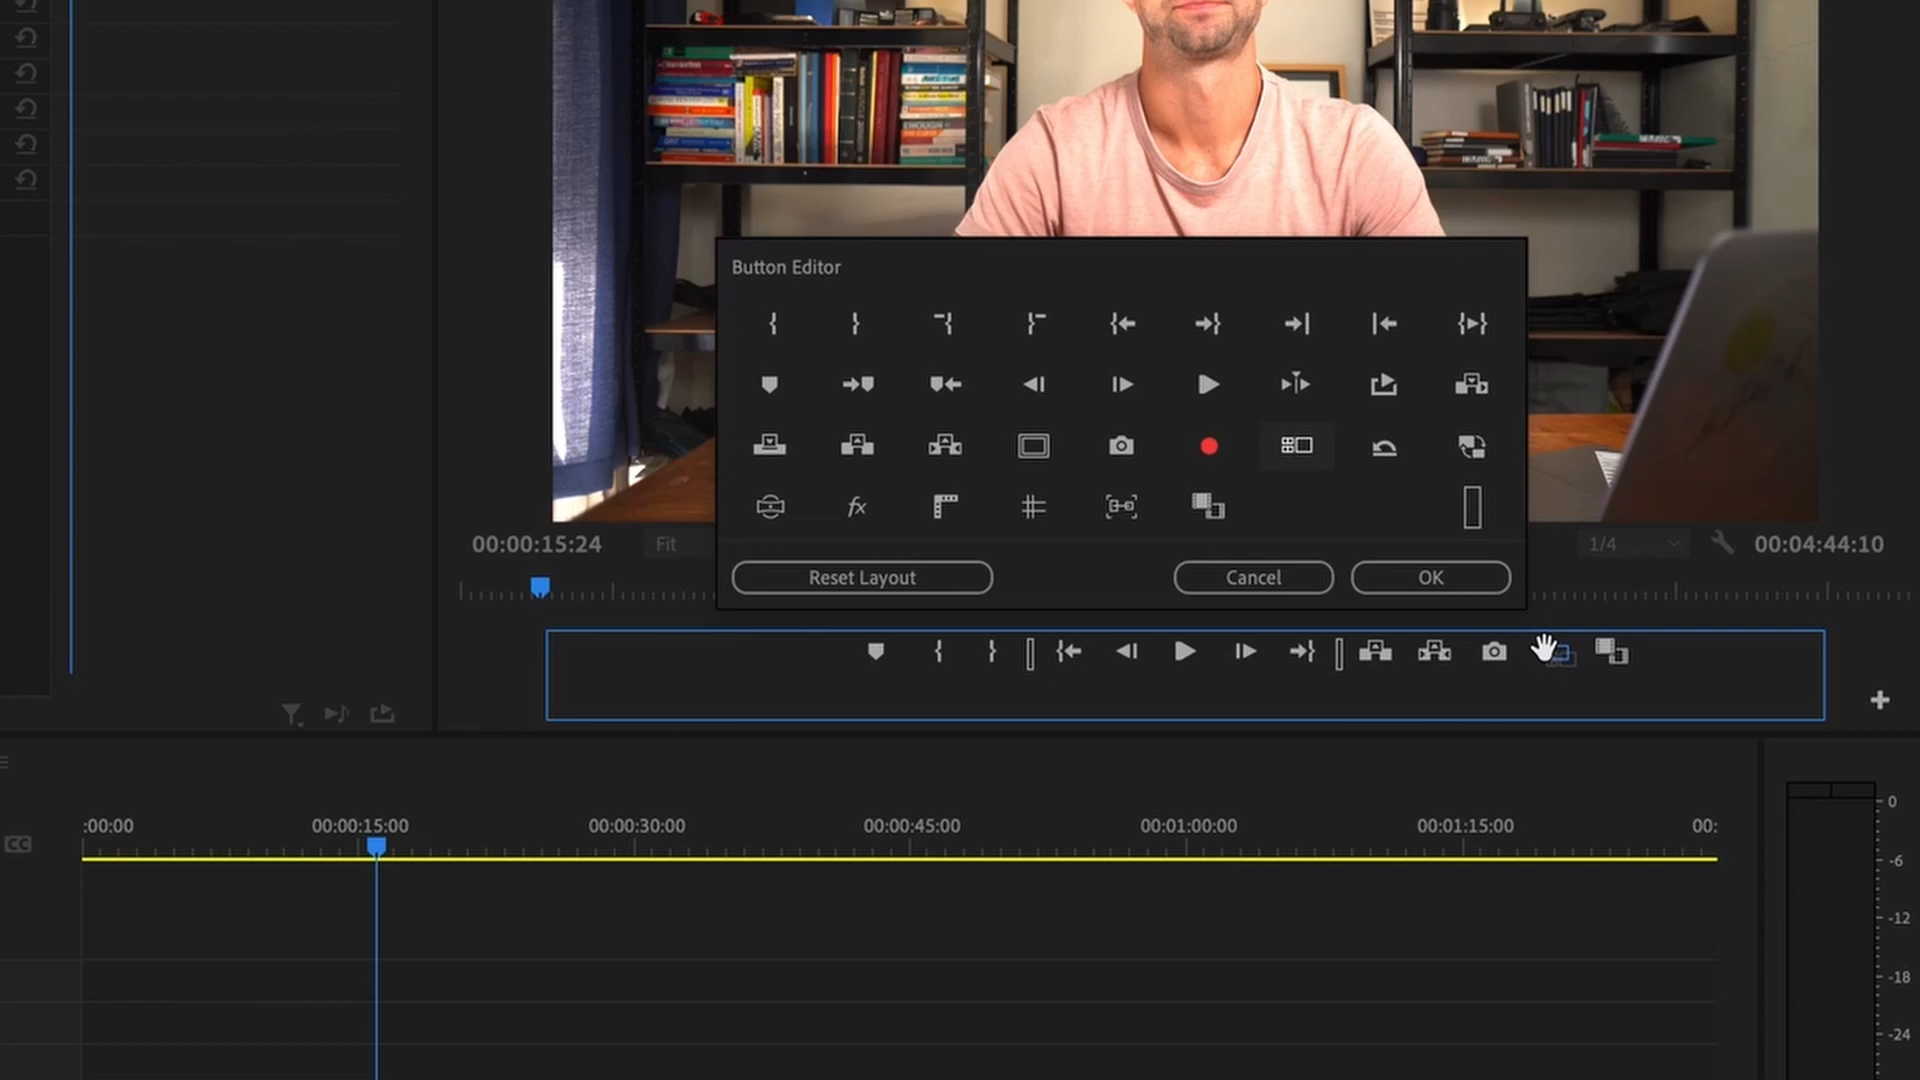 Button Editor
fx
00:00:15:24
Fit
1/4
00:04:44:10
Reset Layout
Cancel
OK
CC
:00:00
00:00:15:00
00:00:30:00
00:00:45:00
00:01:00:00
00:01:15:00
00:
0
-6
-12
-18
-24